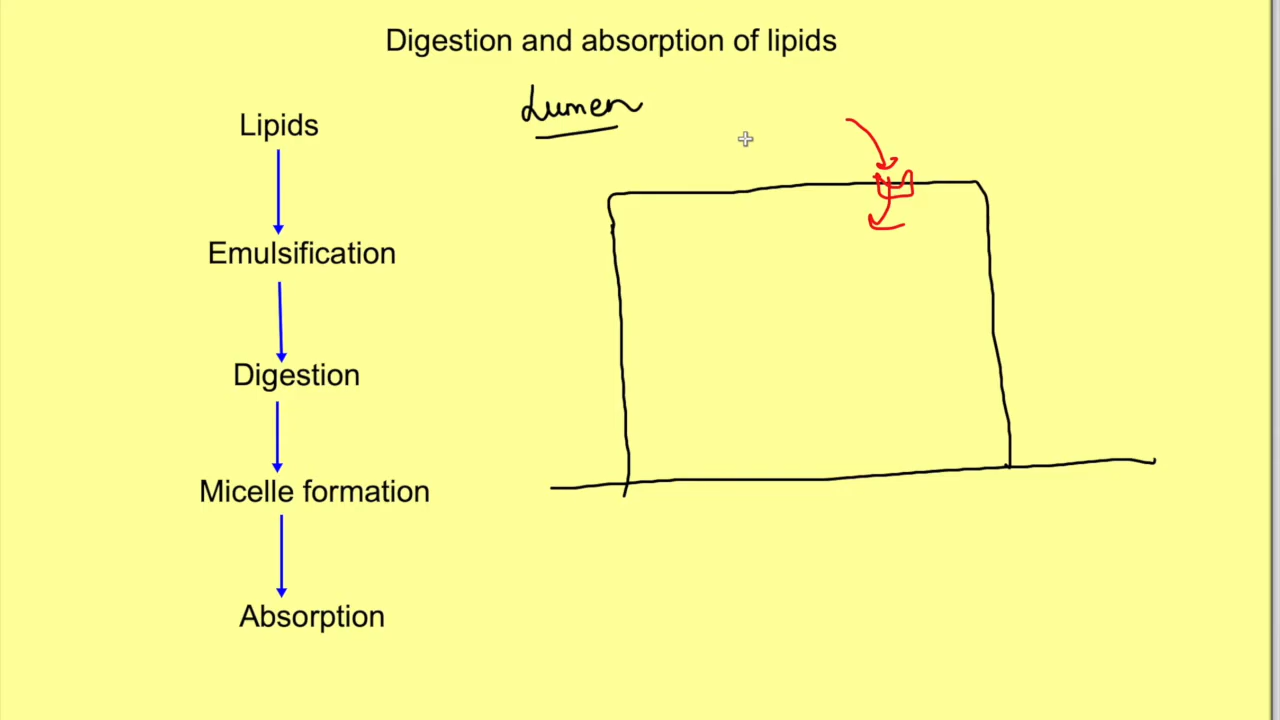 Digestion and absorption of lipids
Lumen
Lipids
Emulsification
Digestion
Micelle formation
Absorption